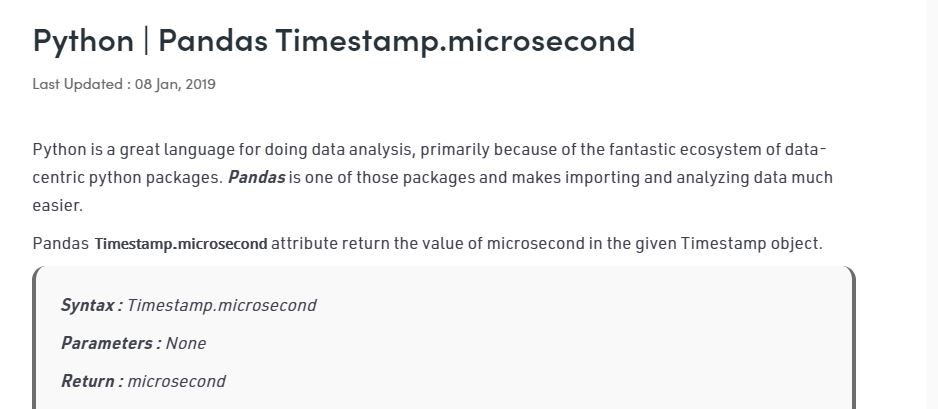 Python | Pandas Timestamp.microsecond
Last Updated : 08 Jan, 2019
Python is a great language for doing data analysis, primarily because of the fantastic ecosystem of data-
centric python packages. Pandas is one of those packages and makes importing and analyzing data much
easier.
Pandas Timestamp.microsecond attribute return the value of microsecond in the given Timestamp object.
Syntax : Timestamp.microsecond
Parameters : None
Return : microsecond